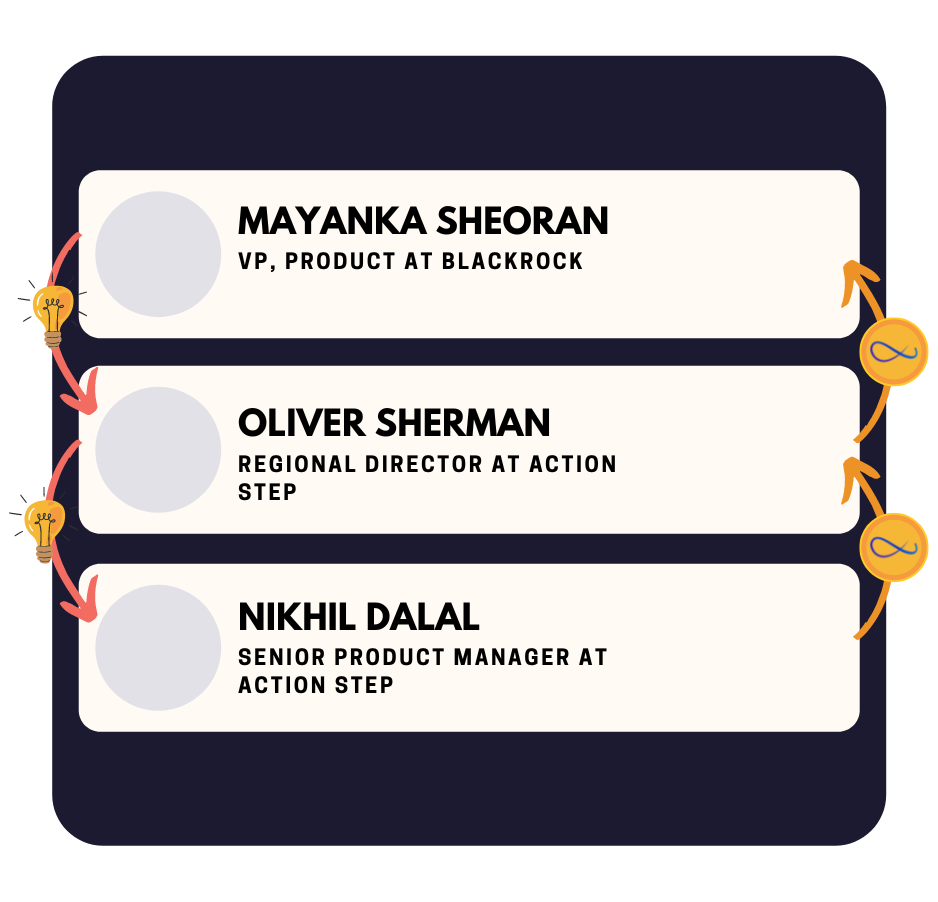 MAYANKA SHEORAN
VP, PRODUCT AT BLACKROCK
OLIVER SHERMAN
REGIONAL DIRECTOR AT ACTION
STEP
NIKHIL DALAL
SENIOR PRODUCT MANAGER AT
ACTION STEP